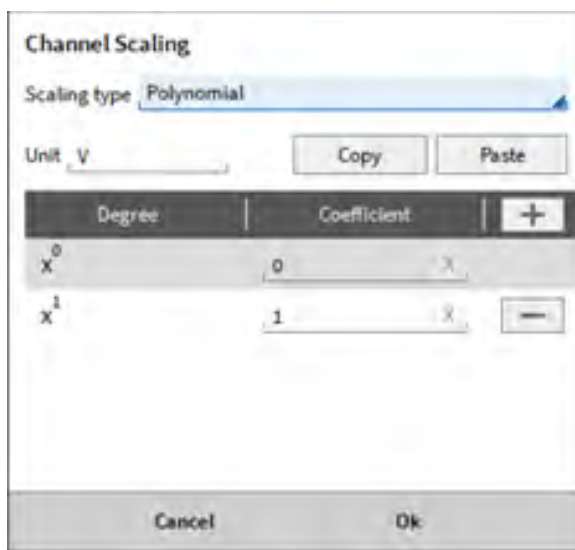 Channel Scaling
Scaling type Polynomial
Unit V Copy Paste
Degree Coefficient +
x⁰ 0 X
x¹ 1 X −
Cancel Ok